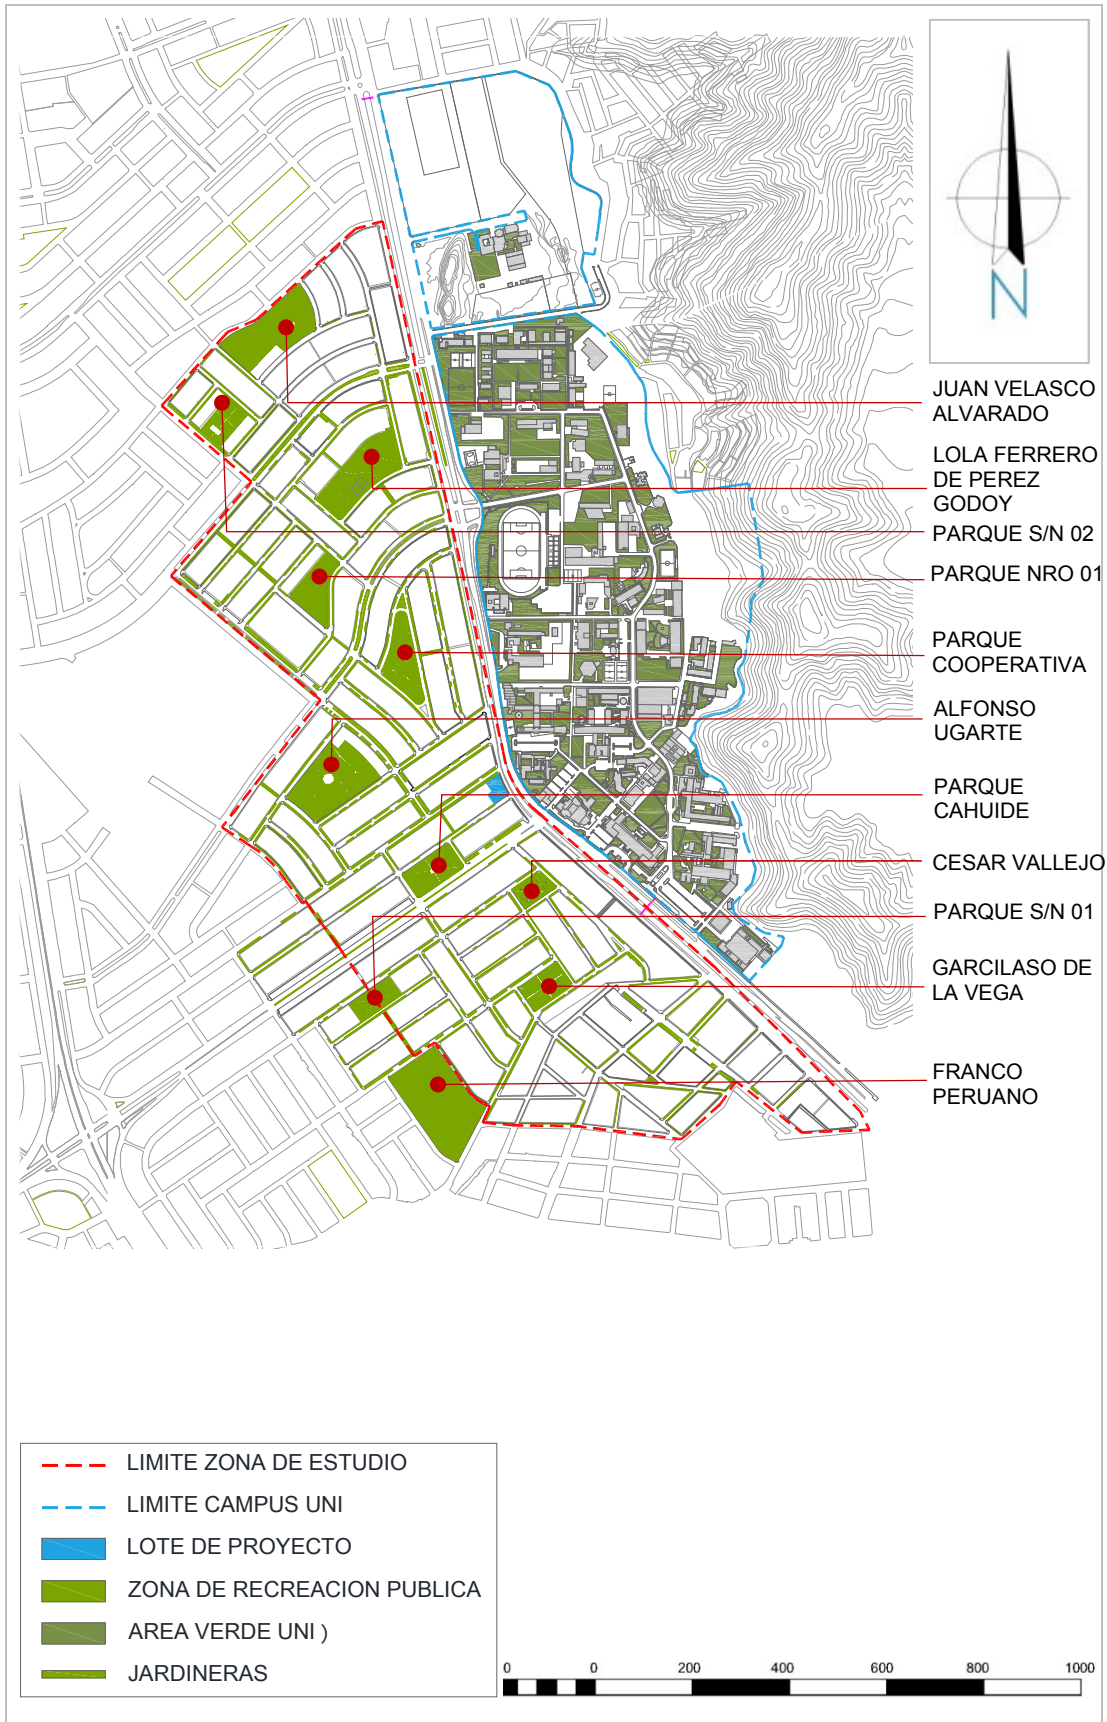 N
JUAN VELASCO
ALVARADO
LOLA FERRERO
DE PEREZ
GODOY
PARQUE S/N 02
PARQUE NRO 01
PARQUE
COOPERATIVA
ALFONSO
UGARTE
PARQUE
CAHUIDE
CESAR VALLEJO
PARQUE S/N 01
GARCILASO DE
LA VEGA
FRANCO
PERUANO
LIMITE ZONA DE ESTUDIO
LIMITE CAMPUS UNI
LOTE DE PROYECTO
ZONA DE RECREACION PUBLICA
AREA VERDE UNI )
JARDINERAS
0 0 200 400 600 800 1000